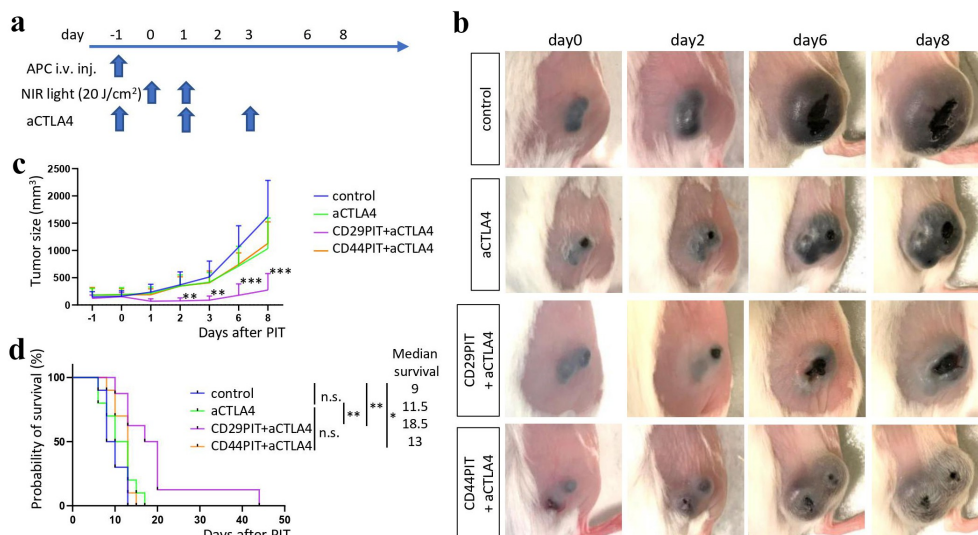 a
day -1 0 1 2 3 6 8
APC i.v. inj.
NIR light (20 J/cm²)
aCTLA4
b
day0 day2 day6 day8
control
aCTLA4
CD29PIT + aCTLA4
CD44PIT + aCTLA4
c
Tumor size (mm³)
2500
2000
1500
1000
500
0
-1 0 1 2 3 6 8
Days after PIT
control
aCTLA4
CD29PIT+aCTLA4
CD44PIT+aCTLA4
** ** *** ***
d
Probability of survival (%)
100
50
0
0 10 20 30 40 50
Days after PIT
control
aCTLA4
CD29PIT+aCTLA4
CD44PIT+aCTLA4
n.s.
n.s.
** ** *
Median
survival
9
11.5
18.5
13